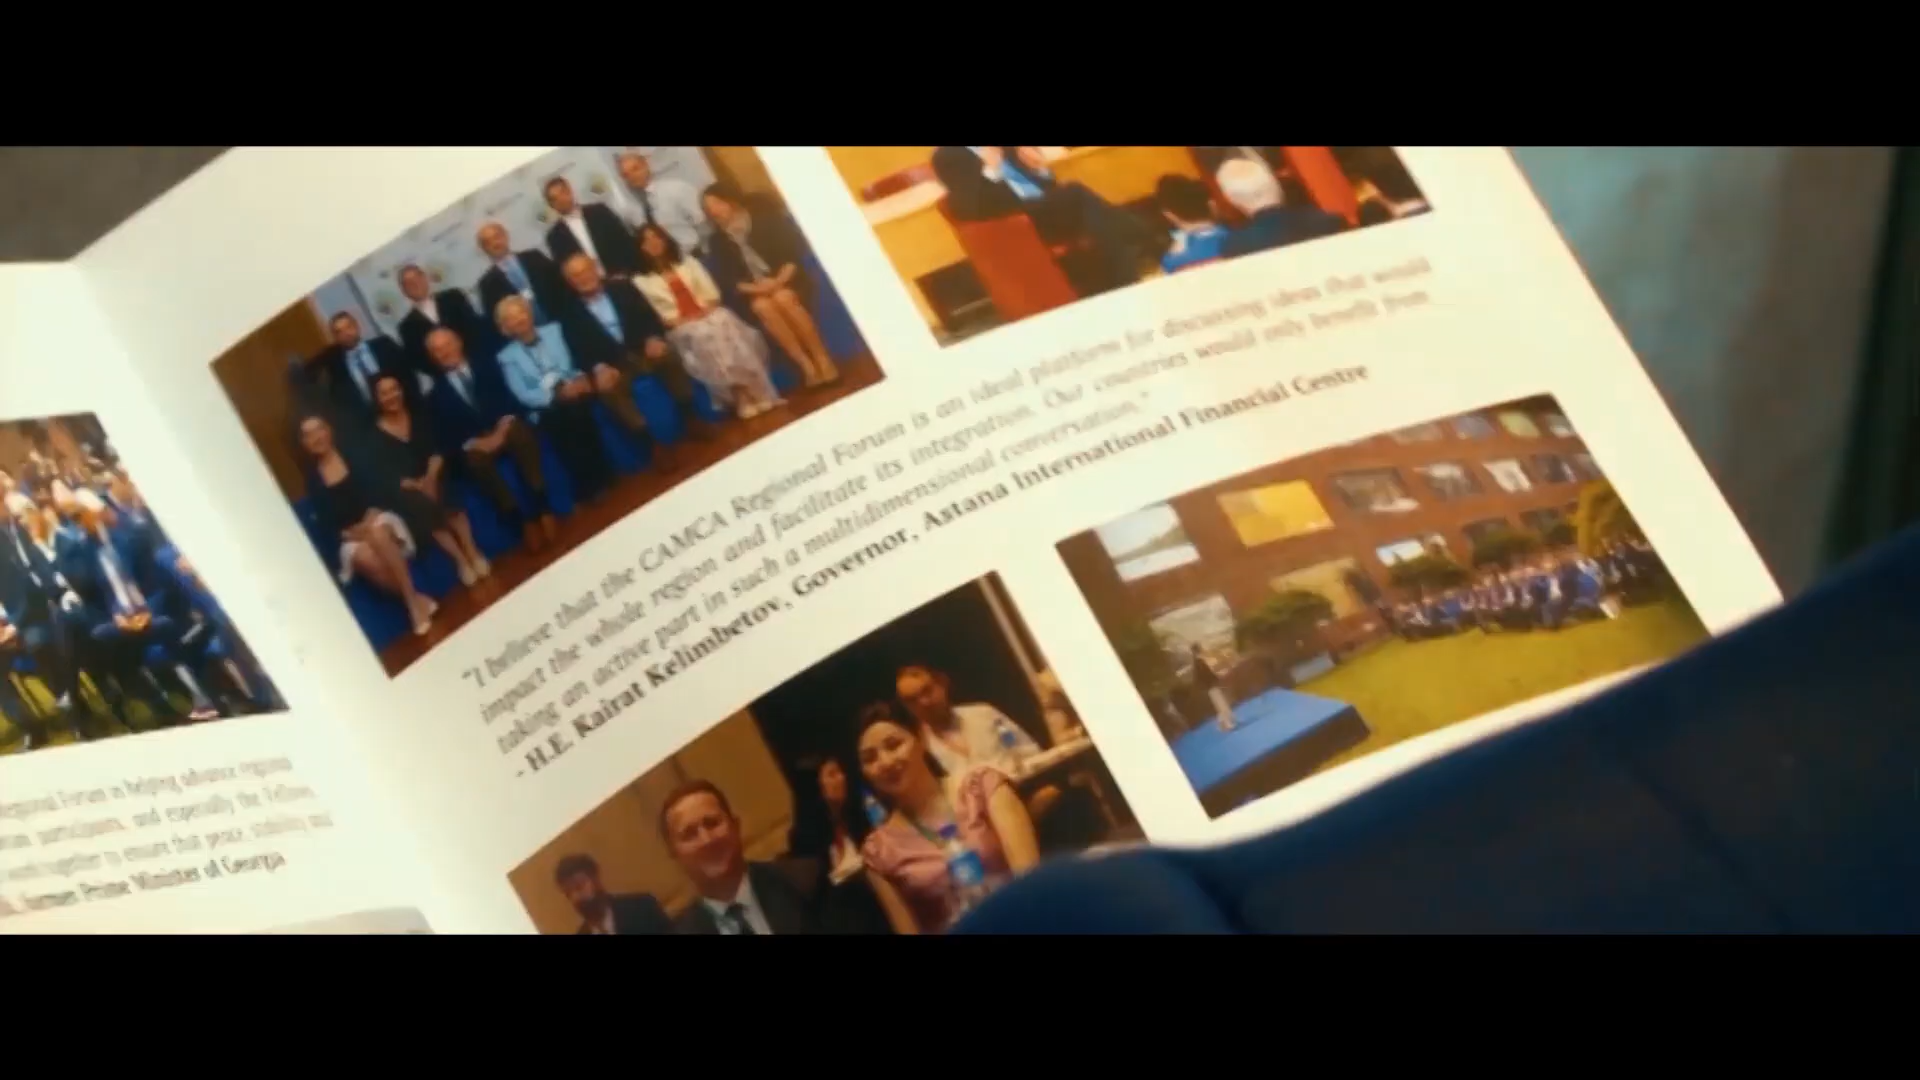 Regional Forum in helping advance regional
participants, and especially the Fellows,
work together to ensure that peace, stability and
former Prime Minister of Georgia
"I believe that the CAMCA Regional Forum is an ideal platform for discussing ideas that would
impact the whole region and facilitate its integration. Our countries would only benefit from
taking an active part in such a multidimensional conversation."
- H.E. Kairat Kelimbetov, Governor, Astana International Financial Centre